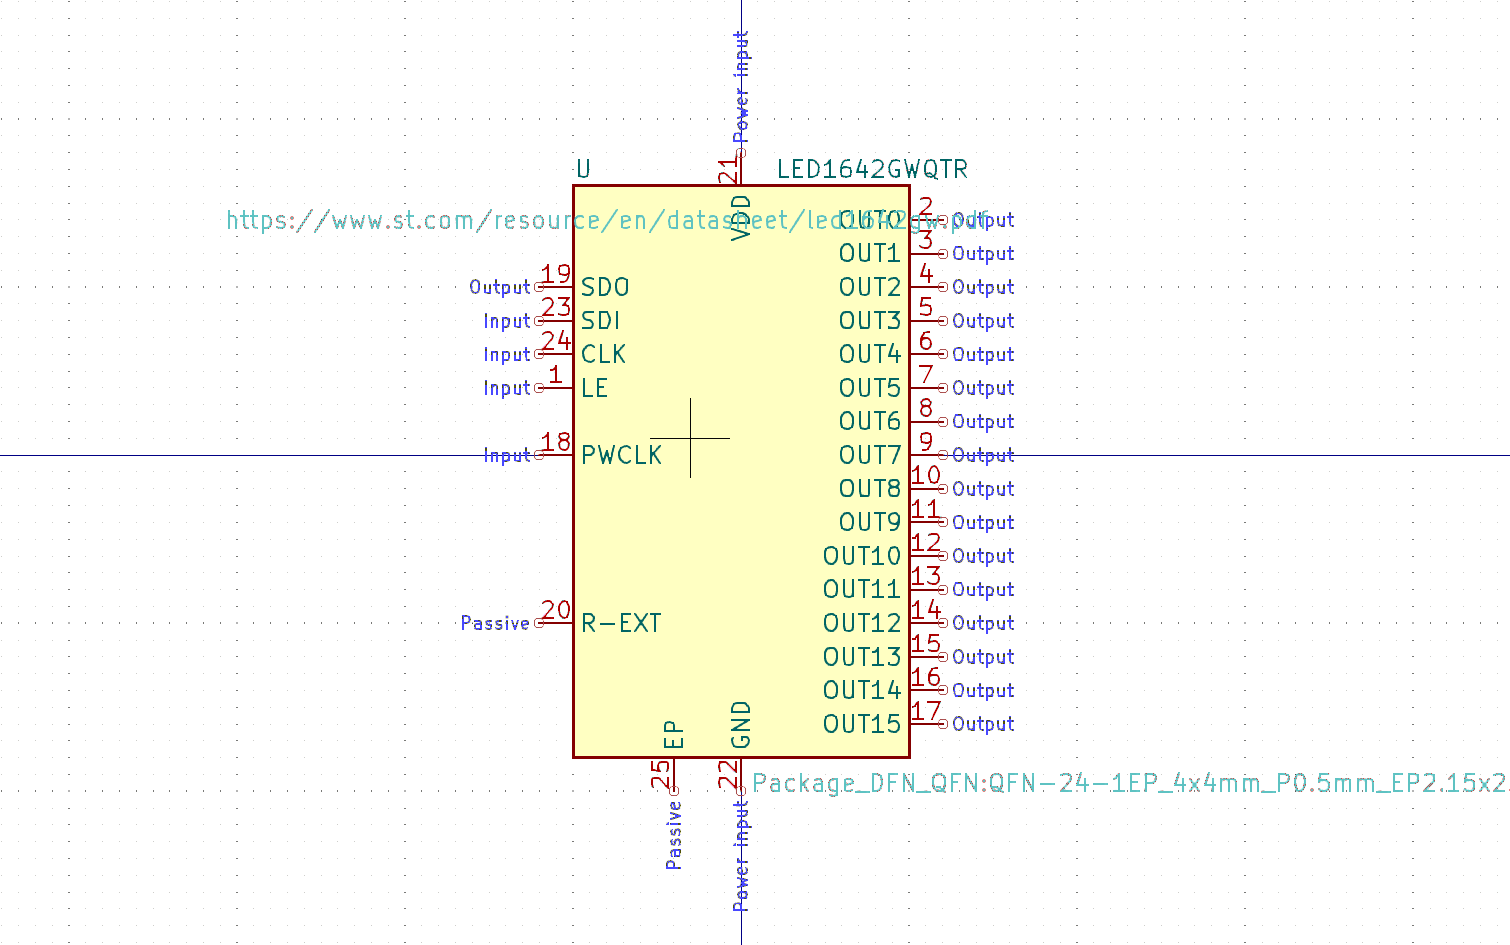 Power input
21
U
LED1642GWQTR
VDD
https://www.st.com/resource/en/datasheet/led1642gw.pdf
OUT0 2 Output
OUT1 3 Output
Output 19 SDO
OUT2 4 Output
Input 23 SDI
OUT3 5 Output
Input 24 CLK
OUT4 6 Output
Input 1 LE
OUT5 7 Output
OUT6 8 Output
Input 18 PWCLK
OUT7 9 Output
OUT8 10 Output
OUT9 11 Output
OUT10 12 Output
OUT11 13 Output
Passive 20 R-EXT
OUT12 14 Output
OUT13 15 Output
OUT14 16 Output
OUT15 17 Output
EP
GND
25
22
Package_DFN_QFN:QFN-24-1EP_4x4mm_P0.5mm_EP2.15x2
Passive
Power input